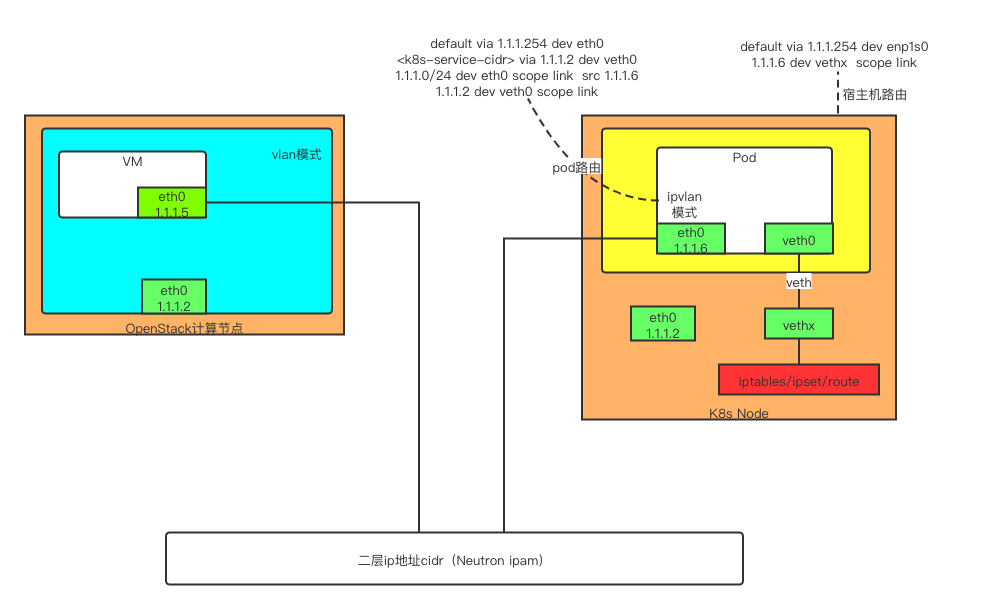 default via 1.1.1.254 dev eth0
<k8s-service-cidr> via 1.1.1.2 dev veth0
1.1.1.0/24 dev eth0 scope link  src 1.1.1.6
1.1.1.2 dev veth0 scope link
default via 1.1.1.254 dev enp1s0
1.1.1.6 dev vethx  scope link
宿主机路由
VM
vlan模式
eth0
1.1.1.5
eth0
1.1.1.2
OpenStack计算节点
pod路由
Pod
ipvlan
模式
eth0
1.1.1.6
veth0
veth
eth0
1.1.1.2
vethx
iptables/ipset/route
K8s Node
二层ip地址cidr（Neutron ipam）